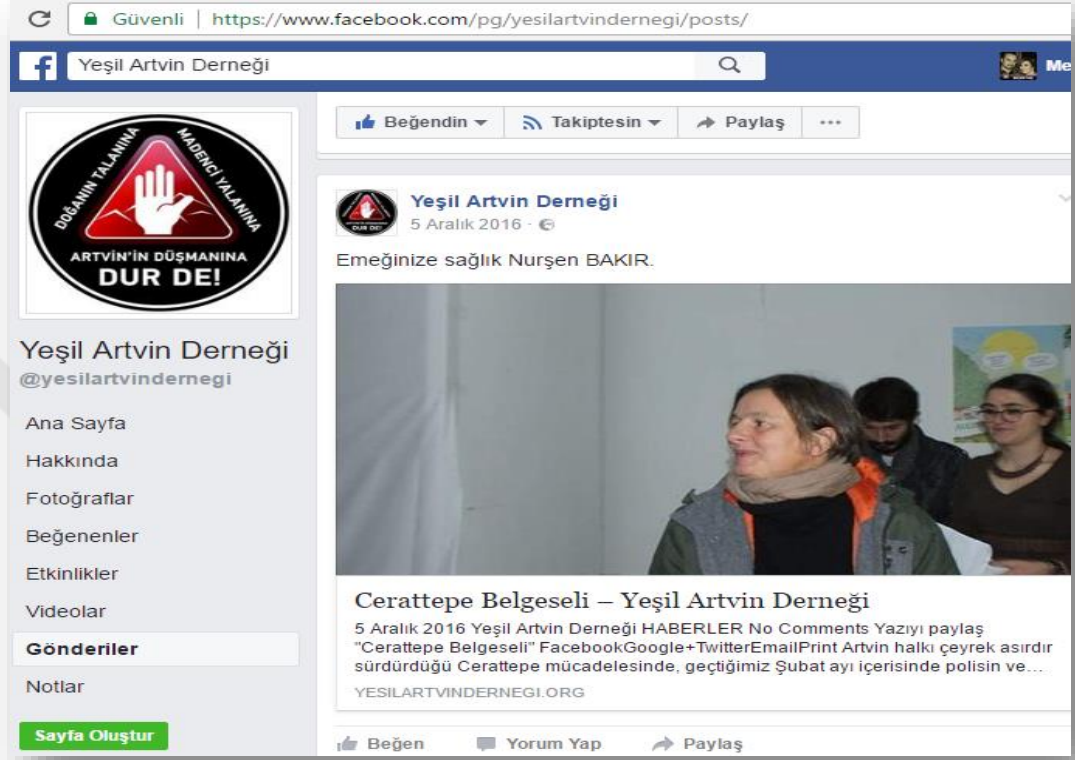 Güvenli | https://www.facebook.com/pg/yesilartvindernegi/posts/
Yeşil Artvin Derneği
Me
DOĞANIN TALANINA
MADENCİ YALANINA
ARTVİN'İN DÜŞMANINA
DUR DE!
Yeşil Artvin Derneği
@yesilartvindernegi
Ana Sayfa
Hakkında
Fotoğraflar
Beğenenler
Etkinlikler
Videolar
Gönderiler
Notlar
Sayfa Oluştur
Beğendin
Takiptesin
Paylaş
...
Yeşil Artvin Derneği
5 Aralık 2016 ·
Emeğinize sağlık Nurşen BAKIR.
Cerattepe Belgeseli – Yeşil Artvin Derneği
5 Aralık 2016 Yeşil Artvin Derneği HABERLER No Comments Yazıyı paylaş
"Cerattepe Belgeseli" FacebookGoogle+TwitterEmailPrint Artvin halkı çeyrek asırdır
sürdürdüğü Cerattepe mücadelesinde, geçtiğimiz Şubat ayı içerisinde polisin ve...
YESILARTVINDERNEGI.ORG
Beğen
Yorum Yap
Paylaş